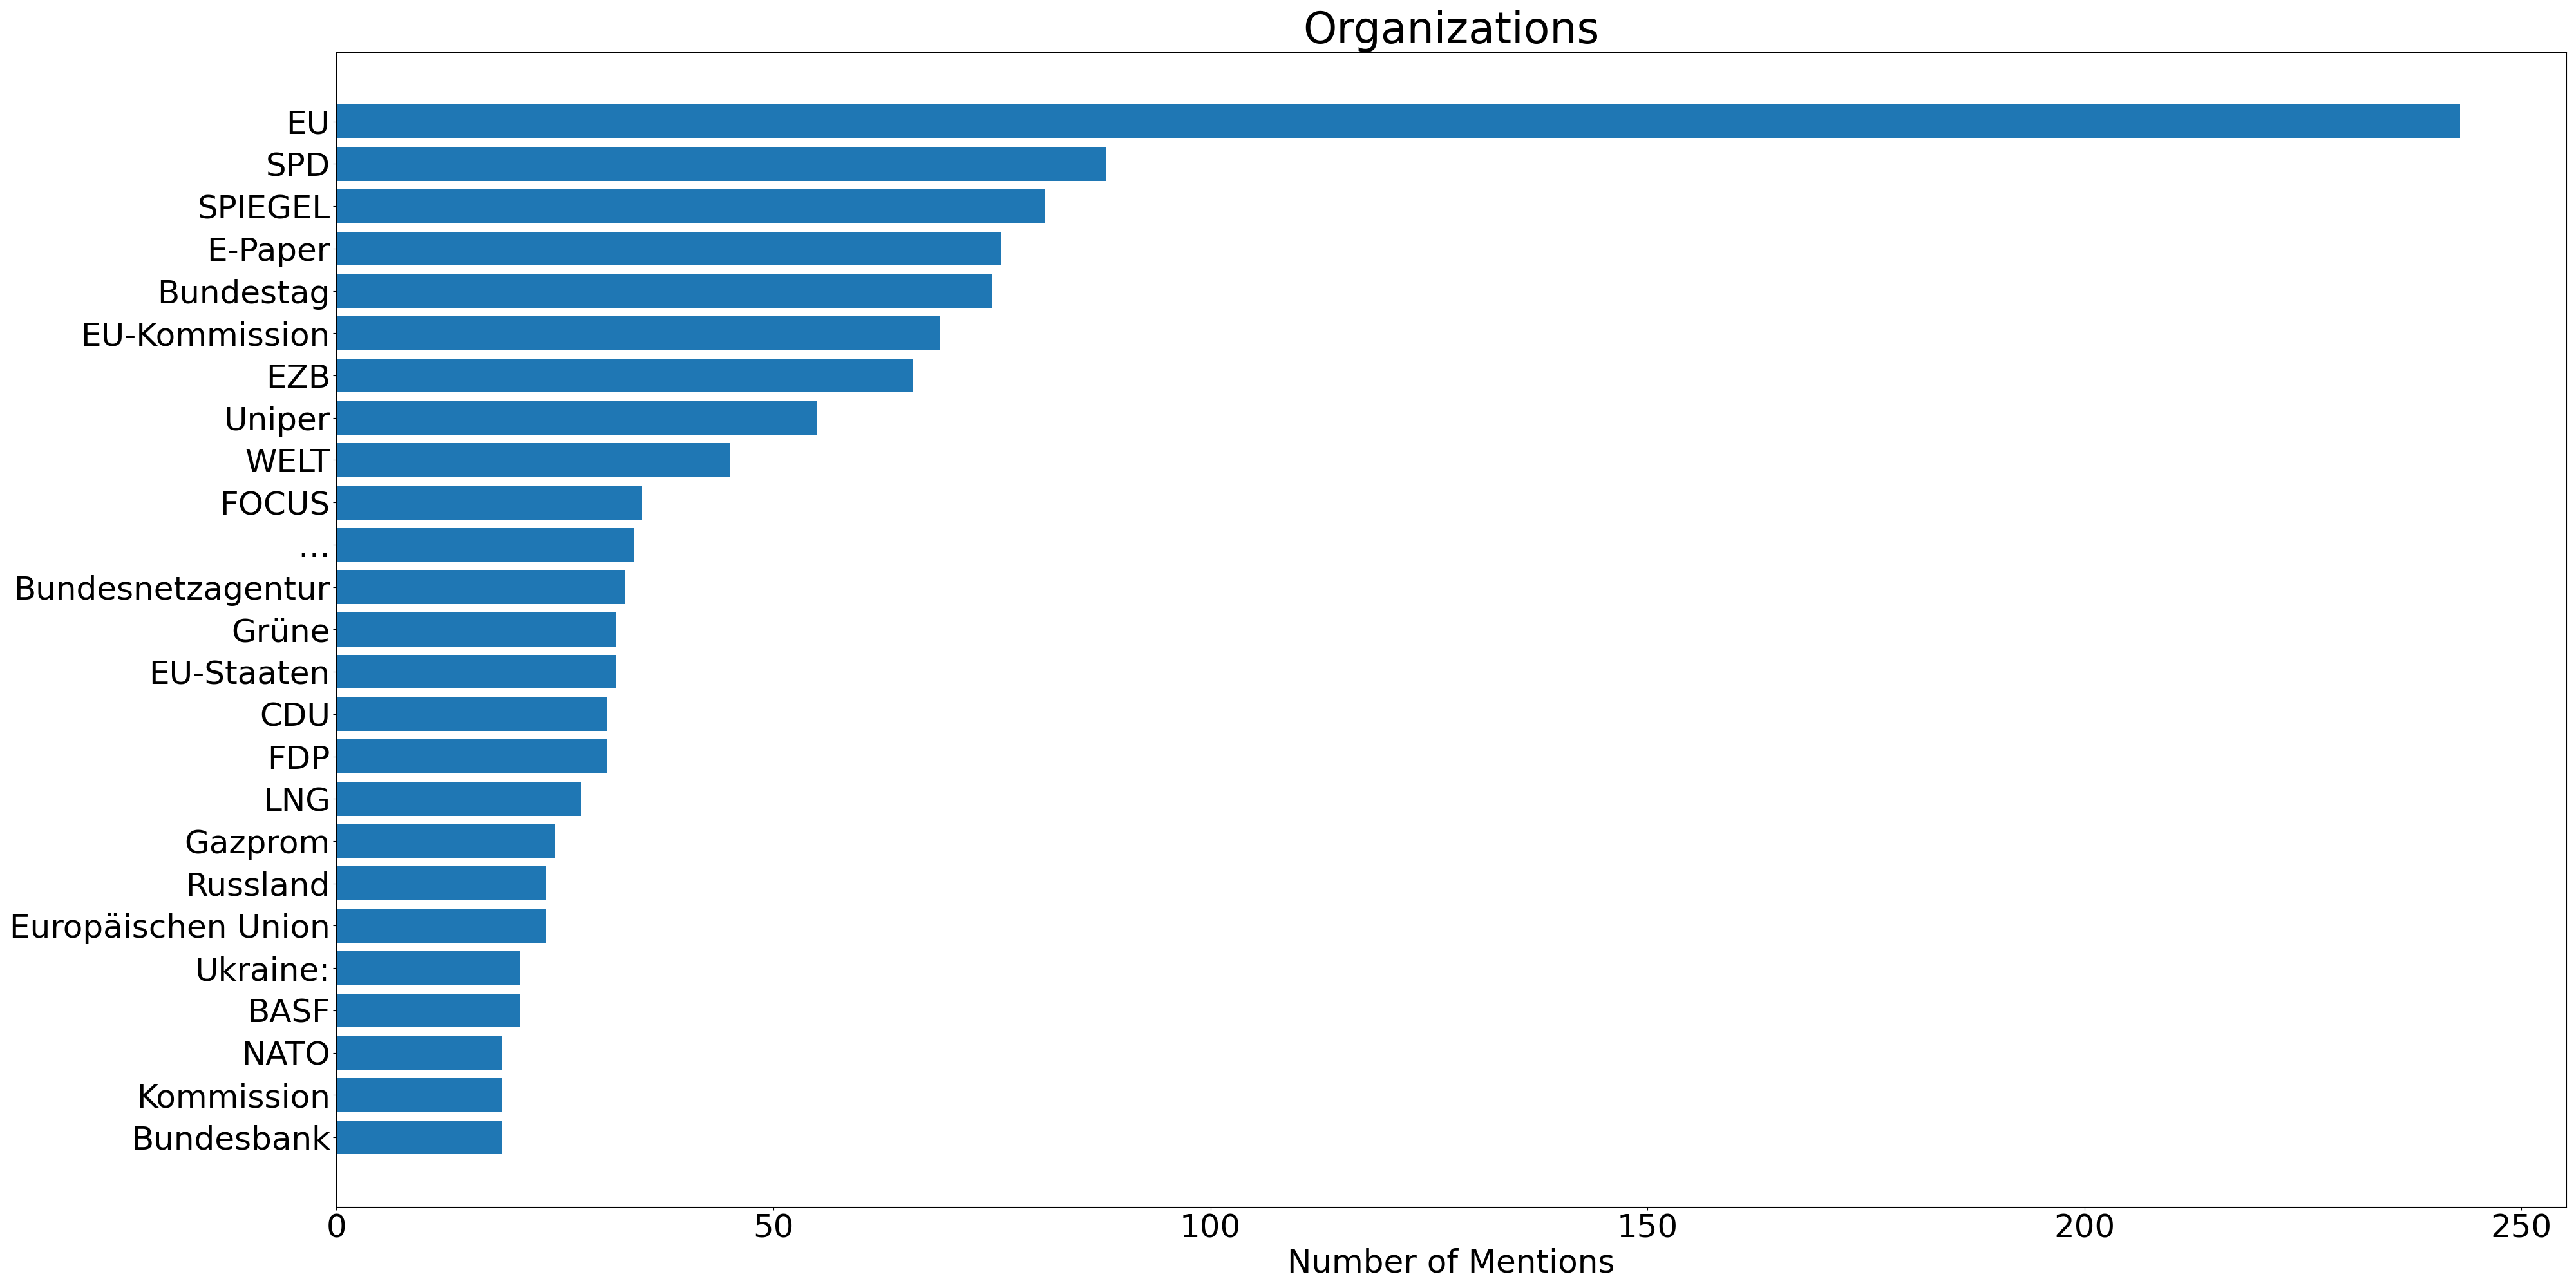 Organizations
EU
SPD
SPIEGEL
E-Paper
Bundestag
EU-Kommission
EZB
Uniper
WELT
FOCUS
...
Bundesnetzagentur
Grüne
EU-Staaten
CDU
FDP
LNG
Gazprom
Russland
Europäischen Union
Ukraine:
BASF
NATO
Kommission
Bundesbank
0 50 100 150 200 250
Number of Mentions